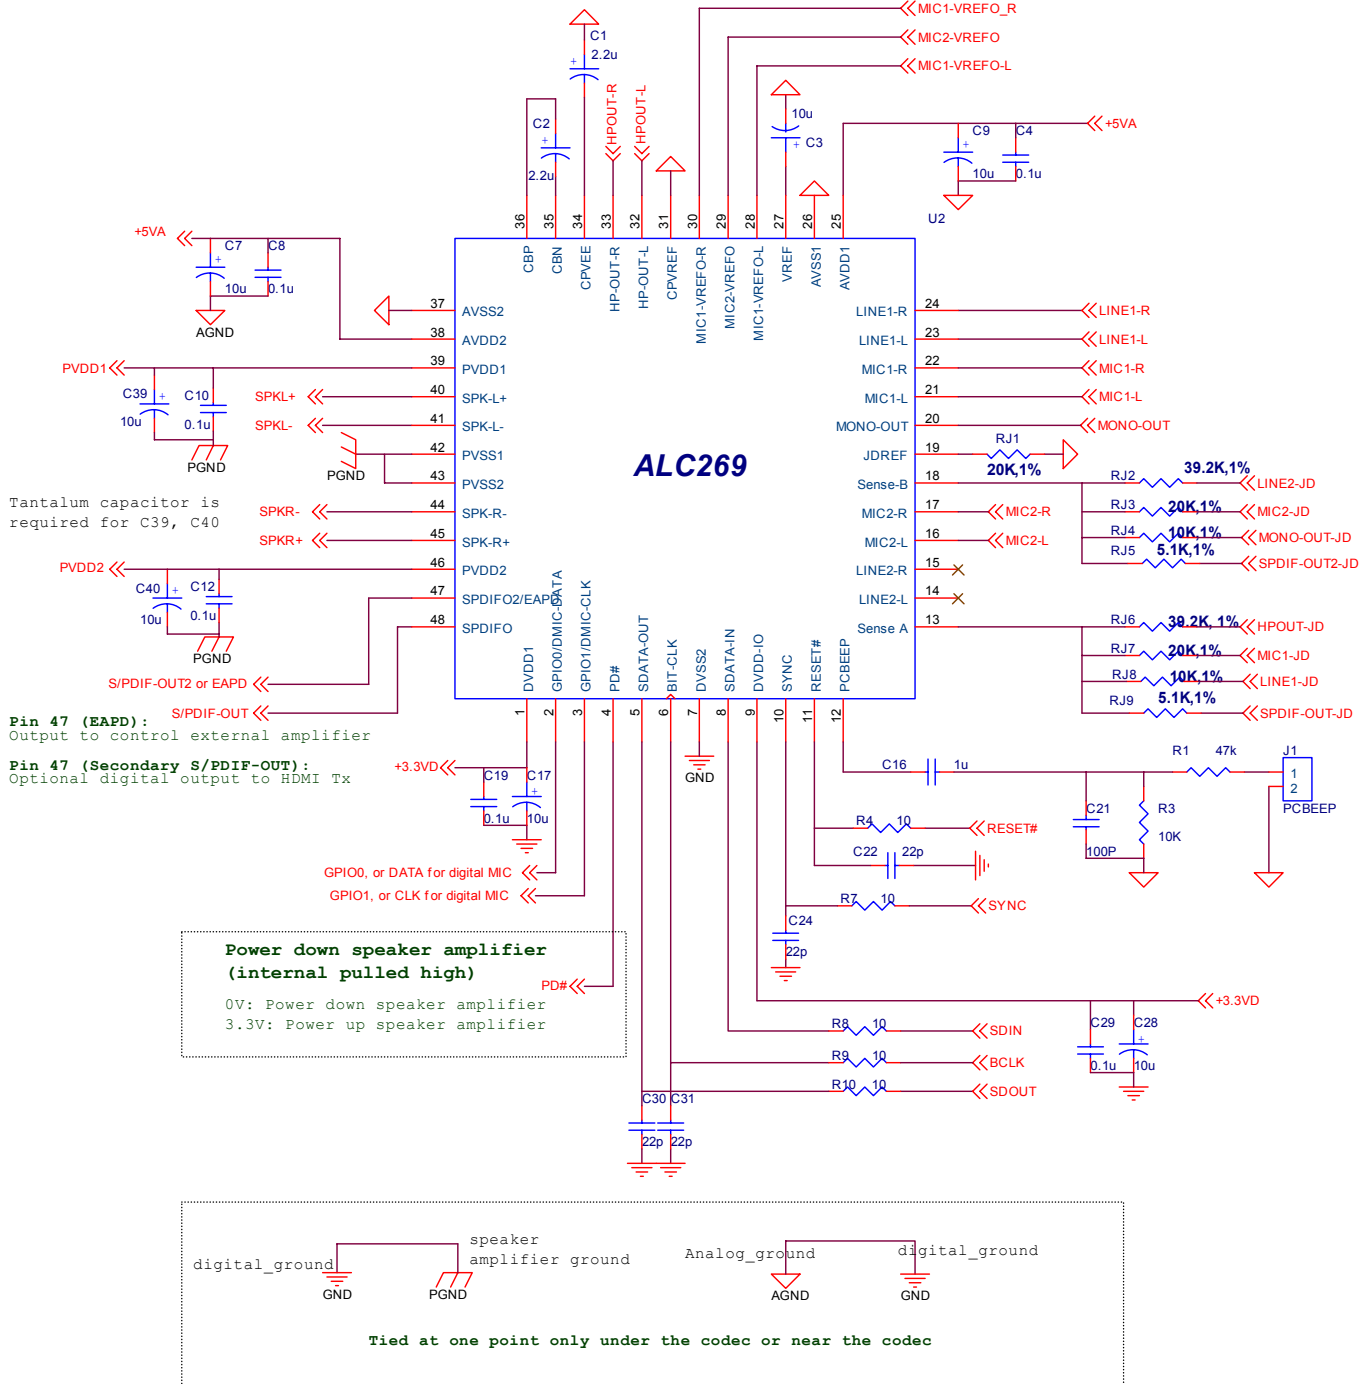 MIC1-VREFO_R
MIC2-VREFO
MIC1-VREFO-L
C1
2.2u
HPOUT-R
HPOUT-L
C2
2.2u
10u
C3
C9
10u
C4
0.1u
+5VA
U2
36
35
34
33
32
31
30
29
28
27
26
25
CBP
CBN
CPVEE
HP-OUT-R
HP-OUT-L
CPVREF
MIC1-VREFO-R
MIC2-VREFO
MIC1-VREFO-L
VREF
AVSS1
AVDD1
+5VA
C7
10u
C8
0.1u
AGND
37 AVSS2
38 AVDD2
PVDD1
39 PVDD1
C39
10u
C10
0.1u
PGND
SPKL+
40 SPK-L+
SPKL-
41 SPK-L-
42 PVSS1
PGND
43 PVSS2
Tantalum capacitor is
required for C39, C40
SPKR-
44 SPK-R-
SPKR+
45 SPK-R+
PVDD2
46 PVDD2
C40
10u
C12
0.1u
PGND
47 SPDIFO2/EAPD
48 SPDIFO
S/PDIF-OUT2 or EAPD
S/PDIF-OUT
ALC269
LINE1-R 24 LINE1-R
LINE1-L 23 LINE1-L
MIC1-R 22 MIC1-R
MIC1-L 21 MIC1-L
MONO-OUT 20 MONO-OUT
JDREF 19
RJ1
20K,1%
Sense-B 18
RJ2 39.2K,1% LINE2-JD
RJ3 20K,1% MIC2-JD
RJ4 10K,1% MONO-OUT-JD
RJ5 5.1K,1% SPDIF-OUT2-JD
MIC2-R 17 MIC2-R
MIC2-L 16 MIC2-L
LINE2-R 15
LINE2-L 14
Sense A 13
RJ6 39.2K, 1% HPOUT-JD
RJ7 20K,1% MIC1-JD
RJ8 10K,1% LINE1-JD
RJ9 5.1K,1% SPDIF-OUT-JD
DVDD1
GPIO0/DMIC-DATA
GPIO1/DMIC-CLK
PD#
SDATA-OUT
BIT-CLK
DVSS2
SDATA-IN
DVDD-IO
SYNC
RESET#
PCBEEP
1
2
3
4
5
6
7
8
9
10
11
12
Pin 47 (EAPD):
Output to control external amplifier
Pin 47 (Secondary S/PDIF-OUT):
Optional digital output to HDMI Tx
+3.3VD
C19
0.1u
C17
10u
GND
C16
1u
R1
47k
J1
1
2
PCBEEP
C21
100P
R3
10K
R4 10 RESET#
C22 22p
R7 10 SYNC
C24
22p
GPIO0, or DATA for digital MIC
GPIO1, or CLK for digital MIC
Power down speaker amplifier
(internal pulled high)
PD#
0V: Power down speaker amplifier
3.3V: Power up speaker amplifier
+3.3VD
C29
0.1u
C28
10u
R8 10 SDIN
R9 10 BCLK
R10 10 SDOUT
C30
22p
C31
22p
digital_ground
GND
speaker
amplifier ground
PGND
Analog_ground
AGND
digital_ground
GND
Tied at one point only under the codec or near the codec